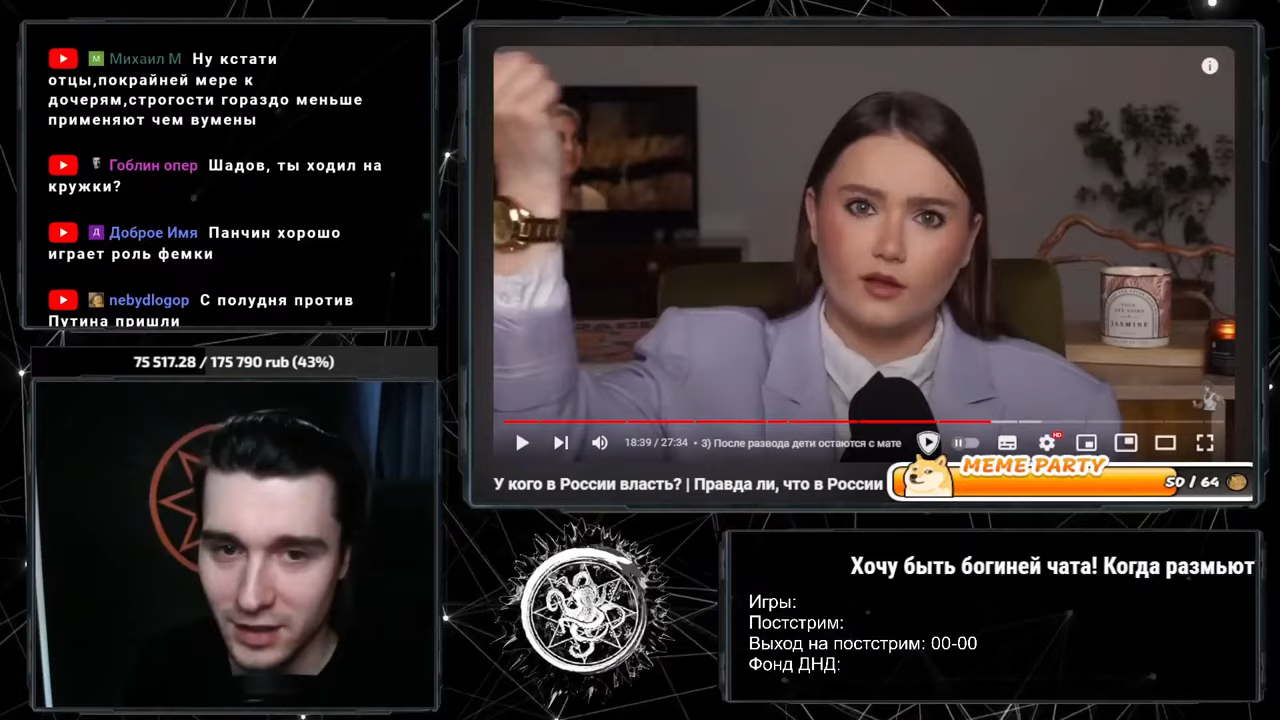 Михаил М Ну кстати
отцы,покрайней мере к
дочерям,строгости гораздо меньше
применяют чем вумены
Гоблин опер Шадов, ты ходил на
кружки?
Доброе Имя Панчин хорошо
играет роль фемки
nebydlogop С полудня против
Путина пришли
75 517.28 / 175 790 rub (43%)
JASMINE
18:39 / 27:34 • 3) После развода дети остаются с мате
HD
MEME PARTY
50 / 64
У кого в России власть? | Правда ли, что в России
Хочу быть богиней чата! Когда размьют
Игры:
Постстрим:
Выход на постстрим: 00-00
Фонд ДНД: